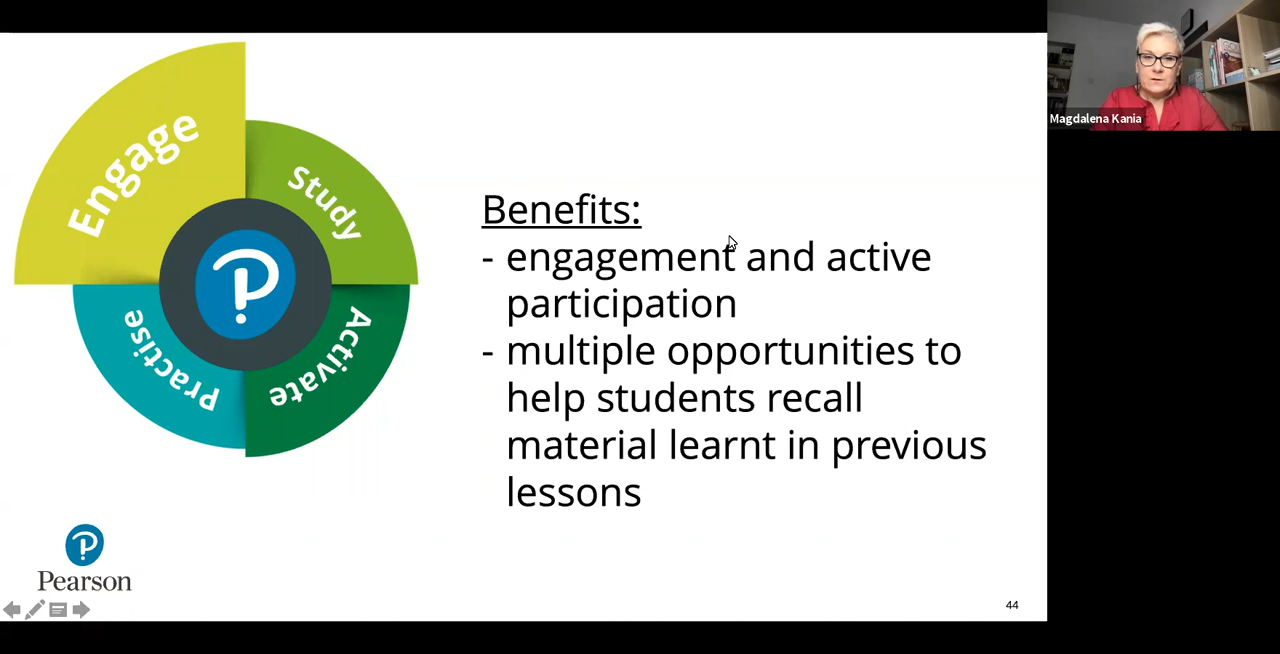 Engage
Study
Practise
Activate
Benefits:
- engagement and active
participation
- multiple opportunities to
help students recall
material learnt in previous
lessons
Pearson
44
Magdalena Kania